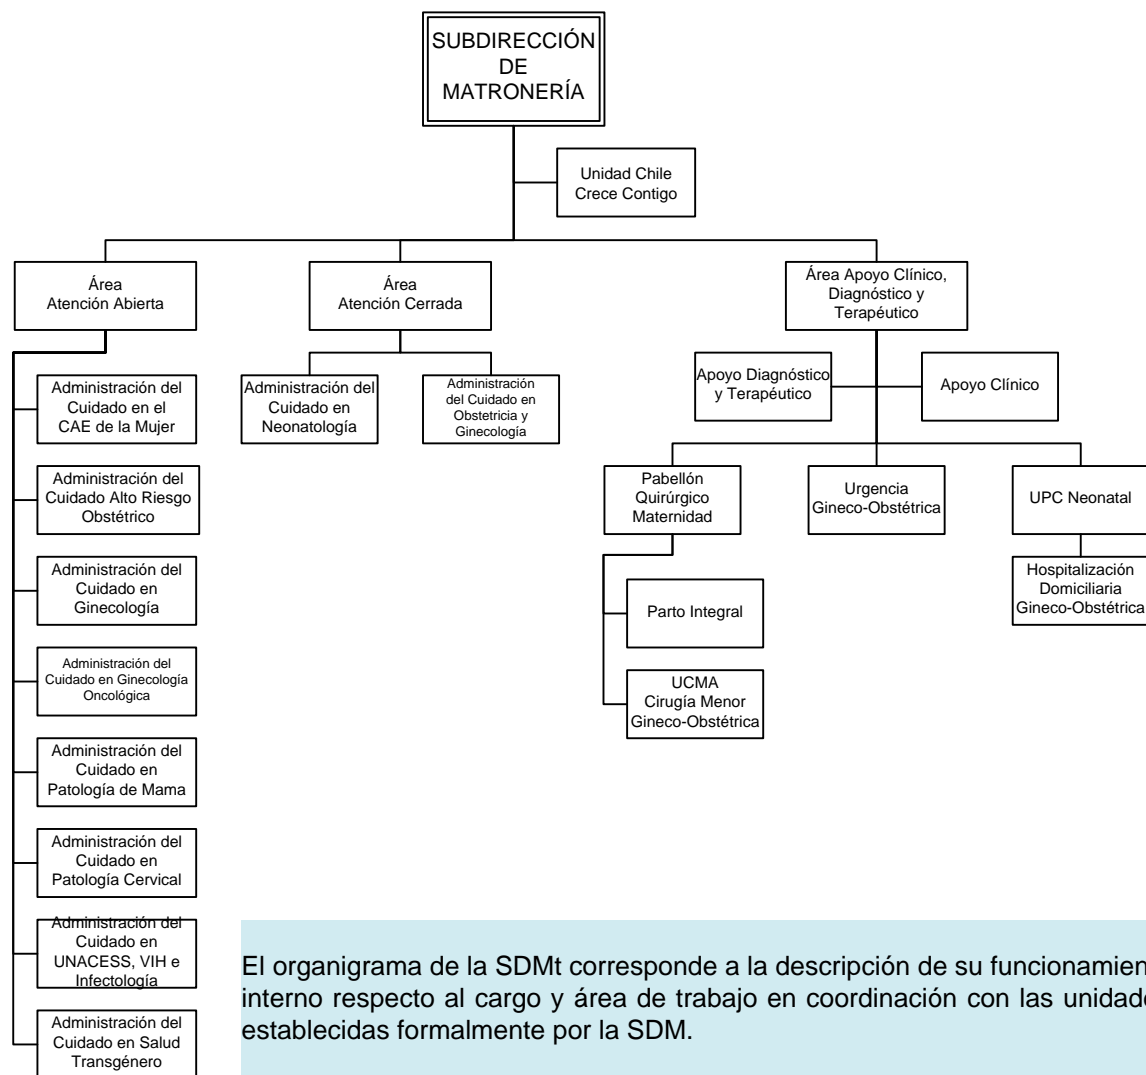 SUBDIRECCIÓN
DE
MATRONERÍA
Unidad Chile
Crece Contigo
Área
Atención Abierta
Área
Atención Cerrada
Área Apoyo Clínico,
Diagnóstico y
Terapéutico
Administración del
Cuidado en el
CAE de la Mujer
Administración del
Cuidado Alto Riesgo
Obstétrico
Administración del
Cuidado en
Ginecología
Administración del
Cuidado en Ginecología
Oncológica
Administración del
Cuidado en
Patología de Mama
Administración del
Cuidado en
Patología Cervical
Administración del
Cuidado en
UNACESS, VIH e
Infectología
Administración del
Cuidado en Salud
Transgénero
Administración del
Cuidado en
Neonatología
Administración
del Cuidado en
Obstetricia y
Ginecología
Apoyo Diagnóstico
y Terapéutico
Apoyo Clínico
Pabellón
Quirúrgico
Maternidad
Urgencia
Gineco-Obstétrica
UPC Neonatal
Parto Integral
UCMA
Cirugía Menor
Gineco-Obstétrica
Hospitalización
Domiciliaria
Gineco-Obstétrica
El organigrama de la SDMt corresponde a la descripción de su
interno respecto al cargo y área de trabajo en coordinación con las
establecidas formalmente por la SDM.